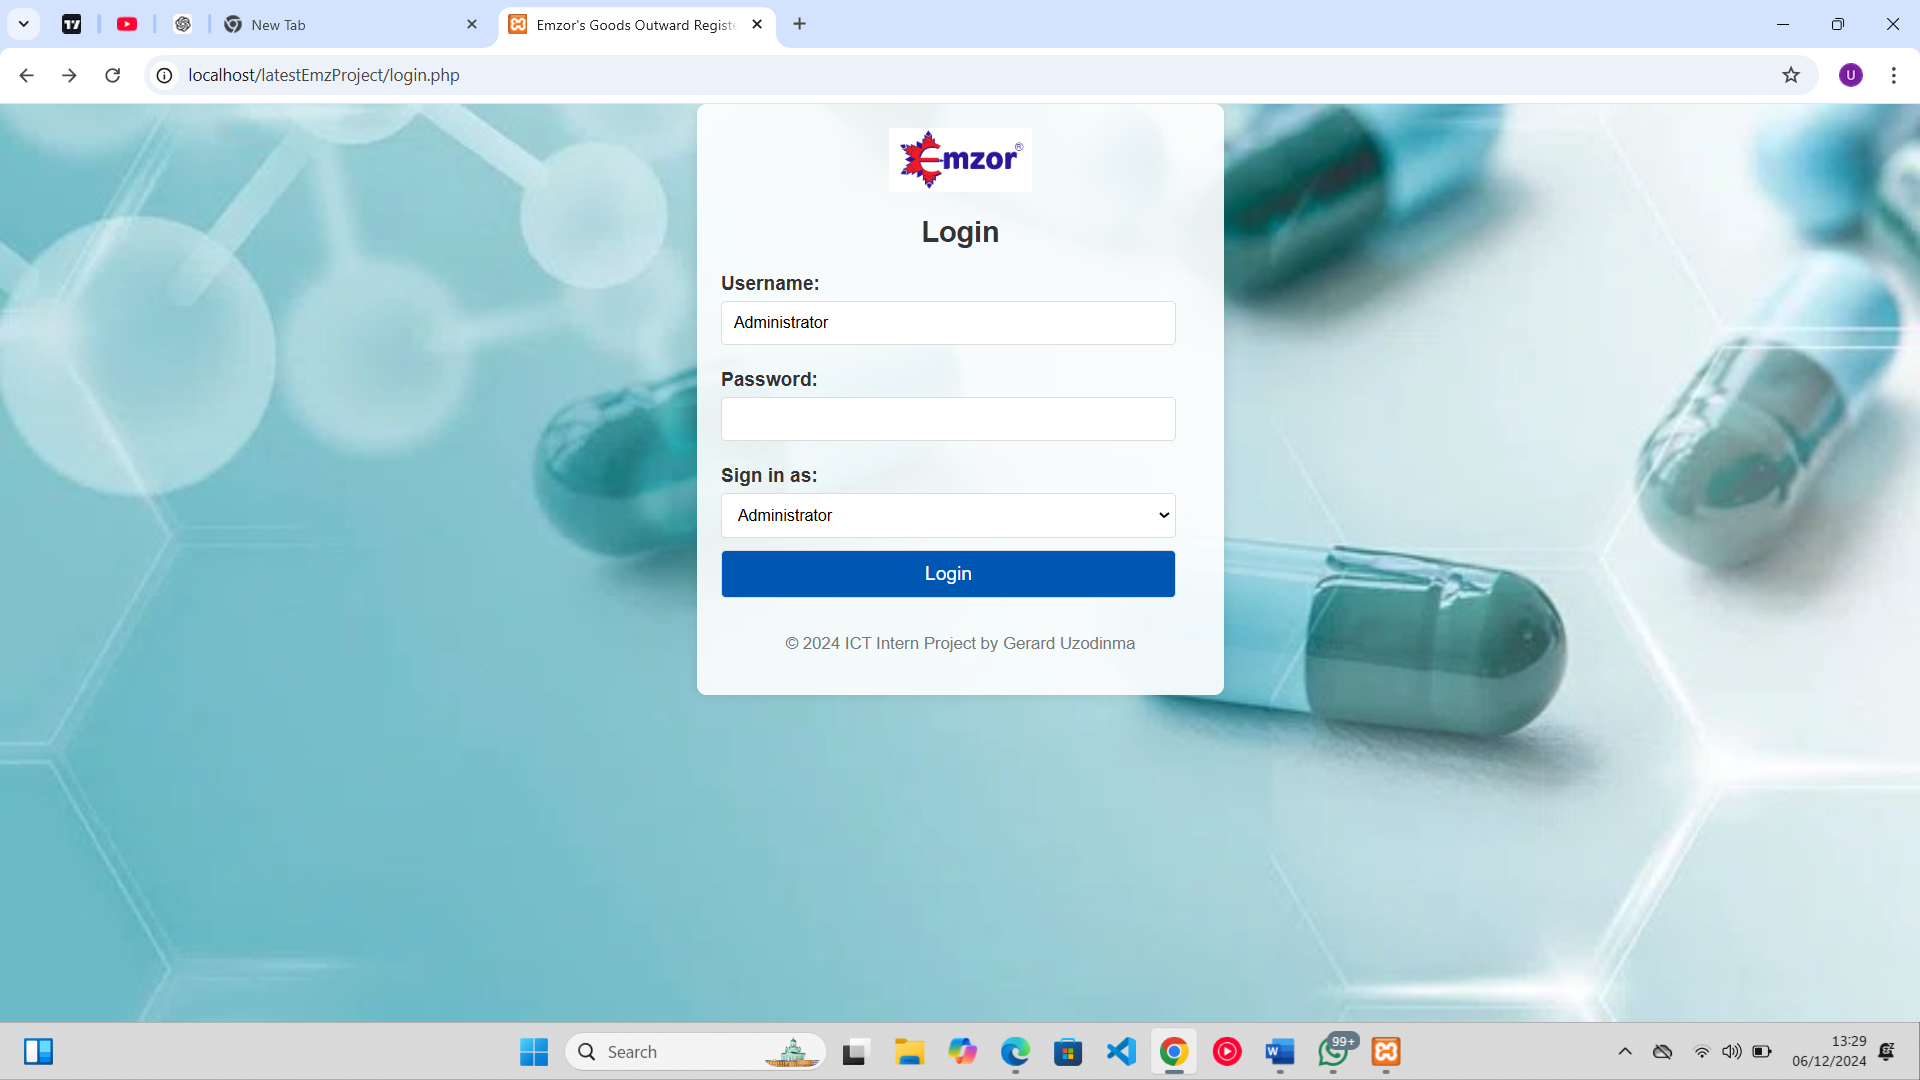 New Tab
Emzor's Goods Outward Registe
localhost/latestEmzProject/login.php
U
Emzor®
Login
Username:
Administrator
Password:
Sign in as:
Administrator
Login
© 2024 ICT Intern Project by Gerard Uzodinma
Search
99+
13:29
06/12/2024